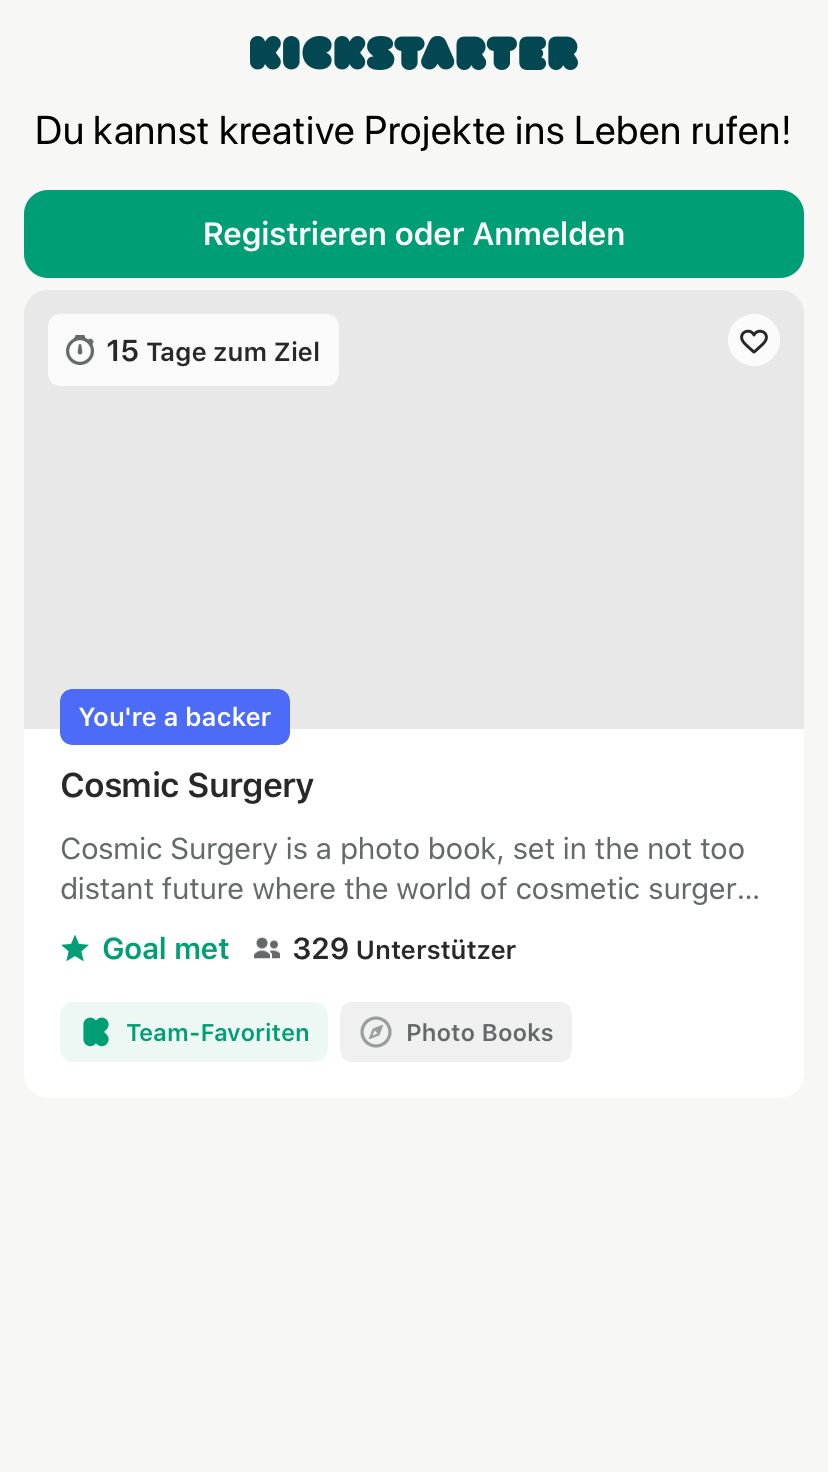 KICKSTARTER
Du kannst kreative Projekte ins Leben rufen!
Registrieren oder Anmelden
15 Tage zum Ziel
You're a backer
Cosmic Surgery
Cosmic Surgery is a photo book, set in the not too
distant future where the world of cosmetic surger...
Goal met 329 Unterstützer
Team-Favoriten Photo Books